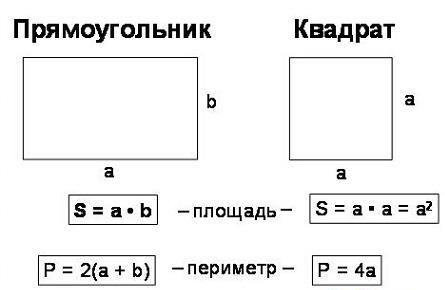 Прямоугольник Квадрат
b a
a a
S = a • b – площадь – S = a • a = a²
P = 2(a + b) – периметр – P = 4a